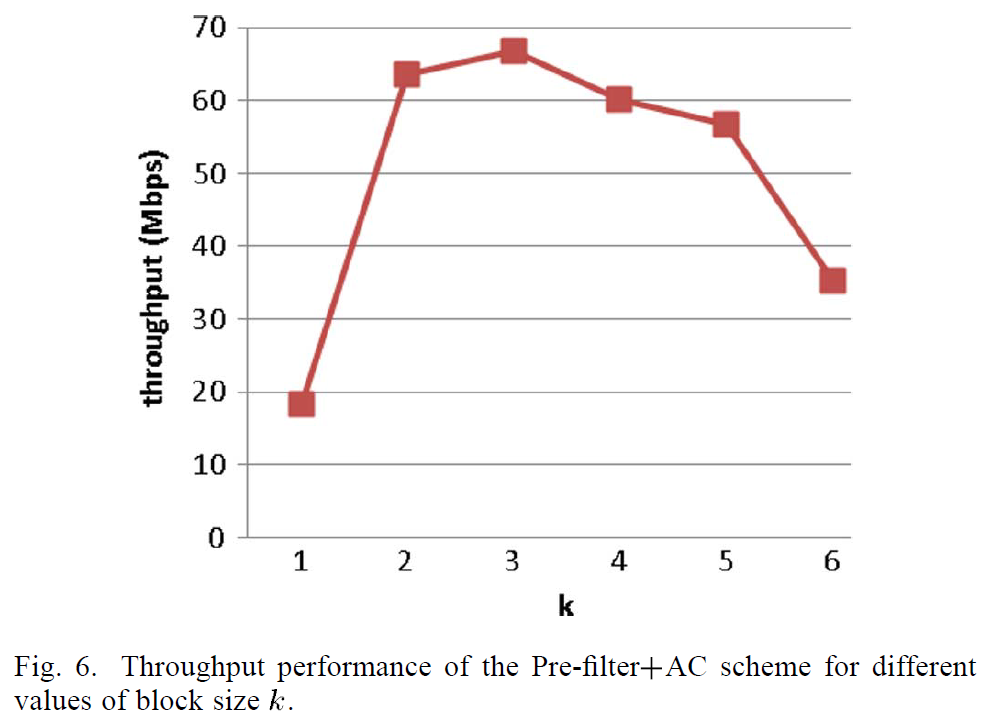 70
60
50
40
30
20
10
0
throughput (Mbps)
1 2 3 4 5 6
k
Fig. 6. Throughput performance of the Pre-filter+AC scheme for different
values of block size k.